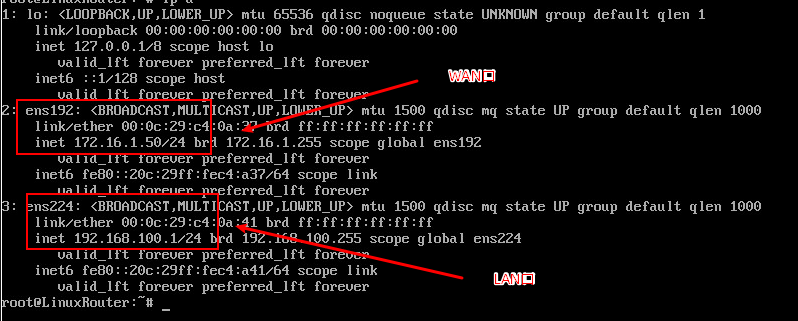 root@LinuxRouter:~# ip a
1: lo: <LOOPBACK,UP,LOWER_UP> mtu 65536 qdisc noqueue state UNKNOWN group default qlen 1
link/loopback 00:00:00:00:00:00 brd 00:00:00:00:00:00
inet 127.0.0.1/8 scope host lo
valid_lft forever preferred_lft forever
inet6 ::1/128 scope host
valid_lft forever preferred_lft forever
WAN口
2: ens192: <BROADCAST,MULTICAST,UP,LOWER_UP> mtu 1500 qdisc mq state UP group default qlen 1000
link/ether 00:0c:29:c4:0a:37 brd ff:ff:ff:ff:ff:ff
inet 172.16.1.50/24 brd 172.16.1.255 scope global ens192
valid_lft forever preferred_lft forever
inet6 fe80::20c:29ff:fec4:a37/64 scope link
valid_lft forever preferred_lft forever
3: ens224: <BROADCAST,MULTICAST,UP,LOWER_UP> mtu 1500 qdisc mq state UP group default qlen 1000
link/ether 00:0c:29:c4:0a:41 brd ff:ff:ff:ff:ff:ff
inet 192.168.100.1/24 brd 192.168.100.255 scope global ens224
valid_lft forever preferred_lft forever
inet6 fe80::20c:29ff:fec4:a41/64 scope link
LAN口
valid_lft forever preferred_lft forever
root@LinuxRouter:~# _